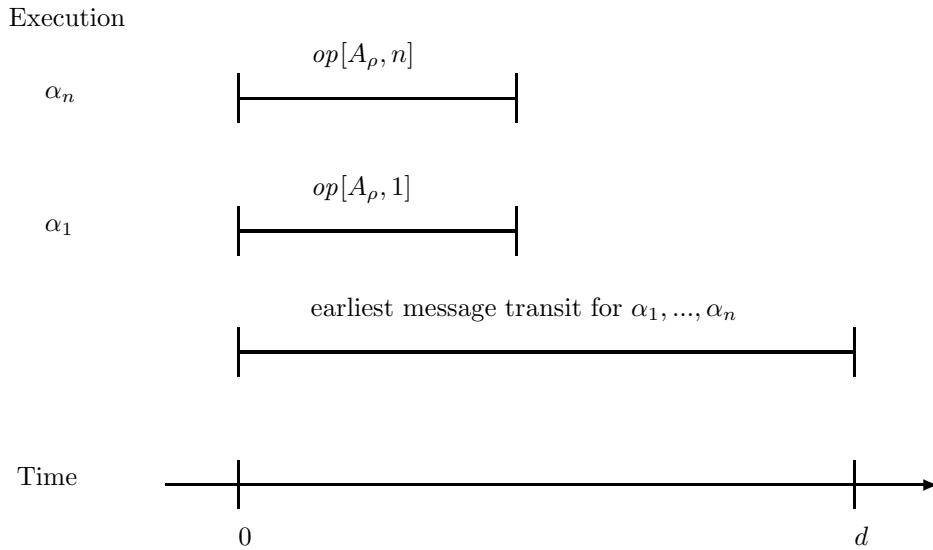 Execution
op[A_ρ, n]
α_n
op[A_ρ, 1]
α_1
earliest message transit for α_1, ..., α_n
Time
0 d